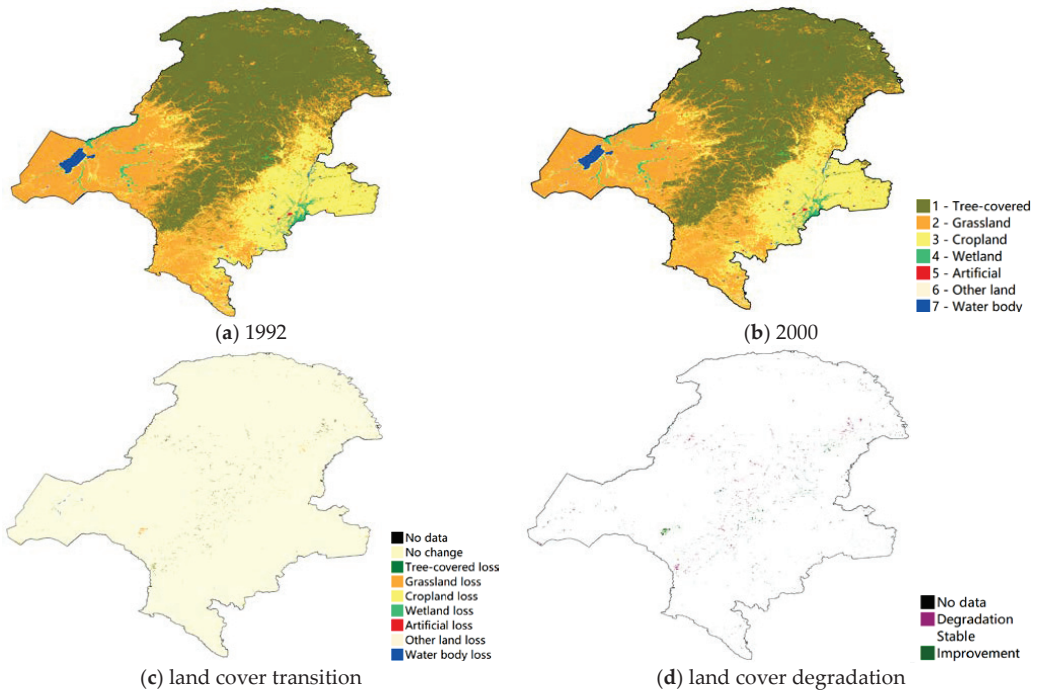 1 - Tree-covered
2 - Grassland
3 - Cropland
4 - Wetland
5 - Artificial
6 - Other land
7 - Water body
(a) 1992
(b) 2000
No data
No change
Tree-covered loss
Grassland loss
Cropland loss
Wetland loss
Artificial loss
Other land loss
Water body loss
No data
Degradation
Stable
Improvement
(c) land cover transition
(d) land cover degradation